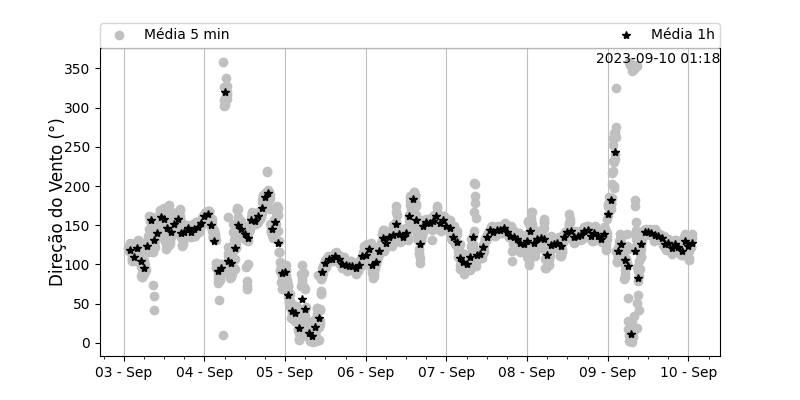 Média 5 min
Média 1h
2023-09-10 01:18
Direção do Vento (°)
350
300
250
200
150
100
50
0
03 - Sep
04 - Sep
05 - Sep
06 - Sep
07 - Sep
08 - Sep
09 - Sep
10 - Sep